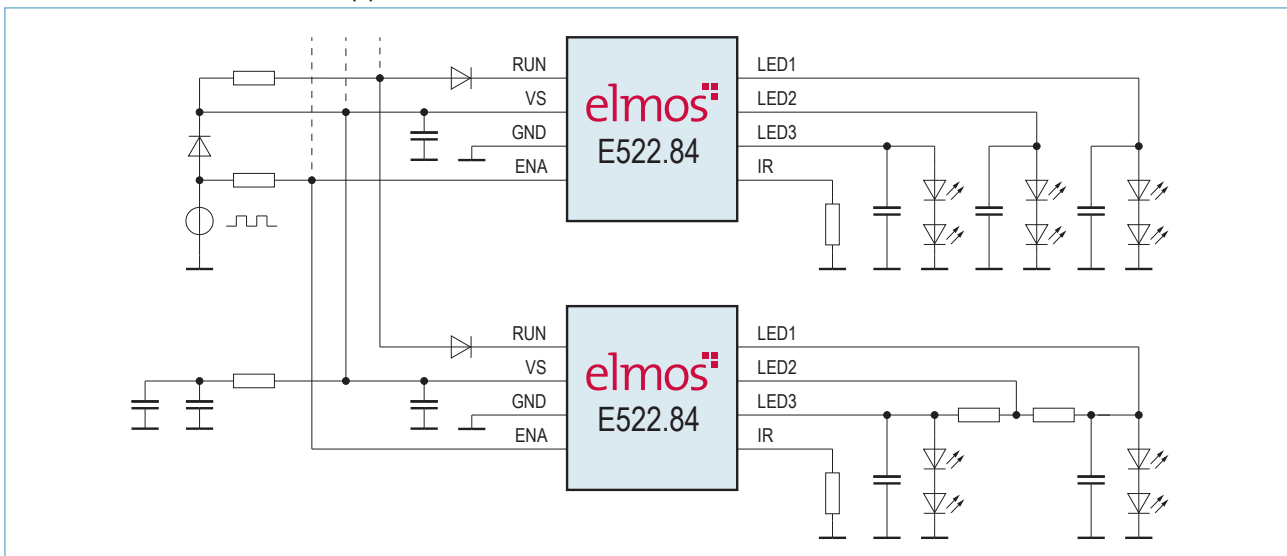 RUN
VS
GND
ENA
elmos
E522.84
LED1
LED2
LED3
IR
RUN
VS
GND
ENA
elmos
E522.84
LED1
LED2
LED3
IR